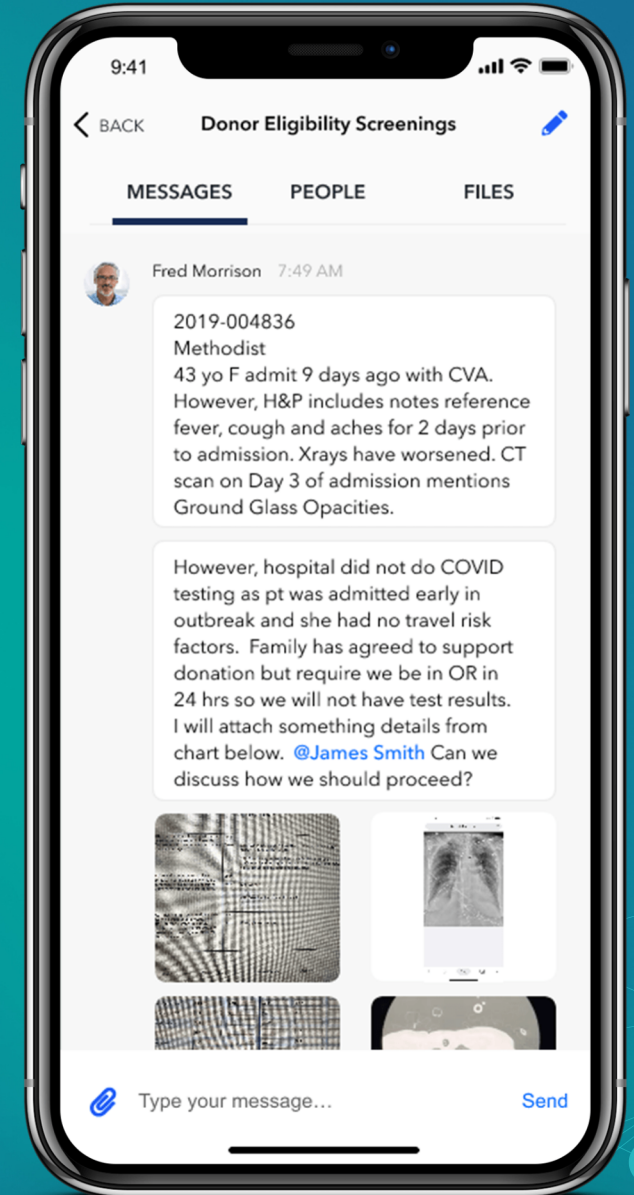 9:41
BACK
Donor Eligibility Screenings
MESSAGES PEOPLE FILES
Fred Morrison 7:49 AM
2019-004836
Methodist
43 yo F admit 9 days ago with CVA.
However, H&P includes notes reference
fever, cough and aches for 2 days prior
to admission. Xrays have worsened. CT
scan on Day 3 of admission mentions
Ground Glass Opacities.
However, hospital did not do COVID
testing as pt was admitted early in
outbreak and she had no travel risk
factors. Family has agreed to support
donation but require we be in OR in
24 hrs so we will not have test results.
I will attach something details from
chart below. @James Smith Can we
discuss how we should proceed?
Type your message...
Send